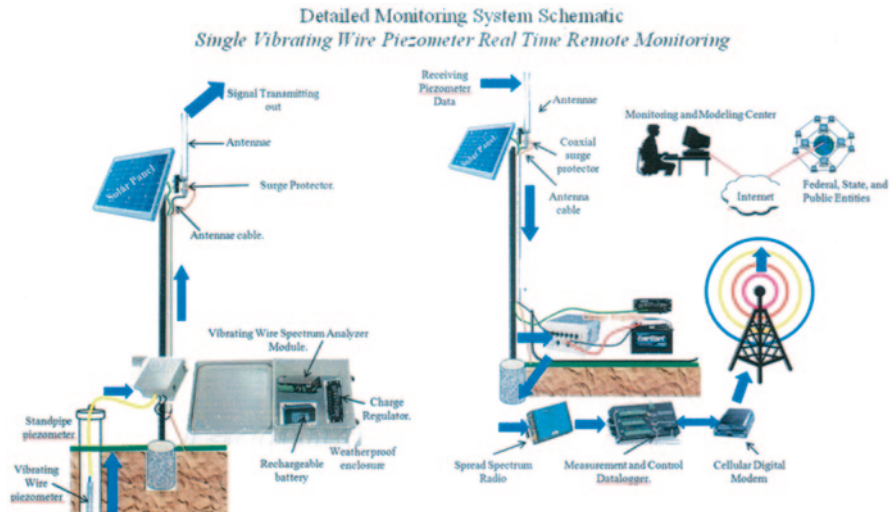 Detailed Monitoring System Schematic
Single Vibrating Wire Piezometer Real Time Remote Monitoring
Signal Transmitting
out
Antennae
Solar Panel
Surge Protector.
Antennae cable.
Vibrating Wire Spectrum Analyzer
Module.
Charge
Regulator.
Standpipe
piezometer
Rechargeable
battery
Weatherproof
enclosure
Vibrating
Wire
piezometer
Receiving
Piezometer
Data
Antennae
Solar Panel
Coaxial
surge
protector
Antenna
cable
Monitoring and Modeling Center
Internet
Federal, State, and
Public Entities
EverStart
Spread Spectrum
Radio
Measurement and Control
Datalogger.
Cellular Digital
Modem